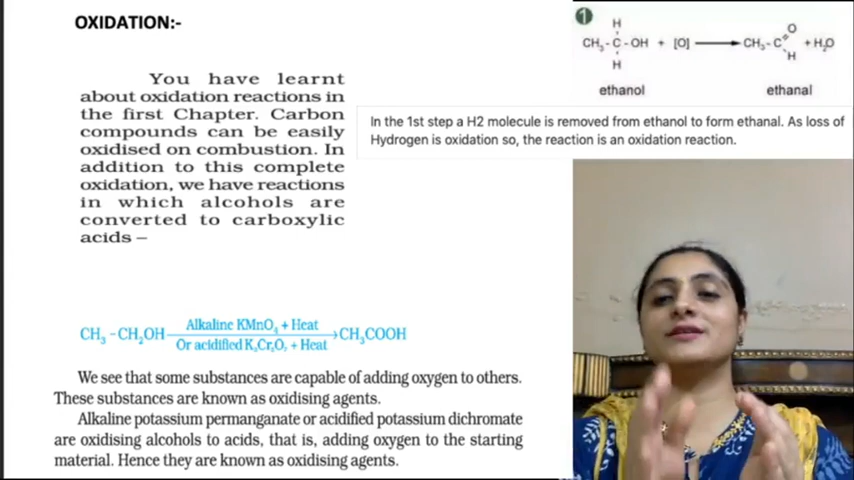 OXIDATION:-
You have learnt
about oxidation reactions in
the first Chapter. Carbon
compounds can be easily
oxidised on combustion. In
addition to this complete
oxidation, we have reactions
in which alcohols are
converted to carboxylic
acids –
CH₃ – CH₂OH Alkaline KMnO₄ + Heat CH₃COOH
Or acidified K₂Cr₂O₇ + Heat
We see that some substances are capable of adding oxygen to others.
These substances are known as oxidising agents.
Alkaline potassium permanganate or acidified potassium dichromate
are oxidising alcohols to acids, that is, adding oxygen to the starting
material. Hence they are known as oxidising agents.
1
H
O
CH₃-C-OH + [O] → CH₃-C + H₂O
H
H
ethanol ethanal
In the 1st step a H2 molecule is removed from ethanol to form ethanal. As loss of
Hydrogen is oxidation so, the reaction is an oxidation reaction.